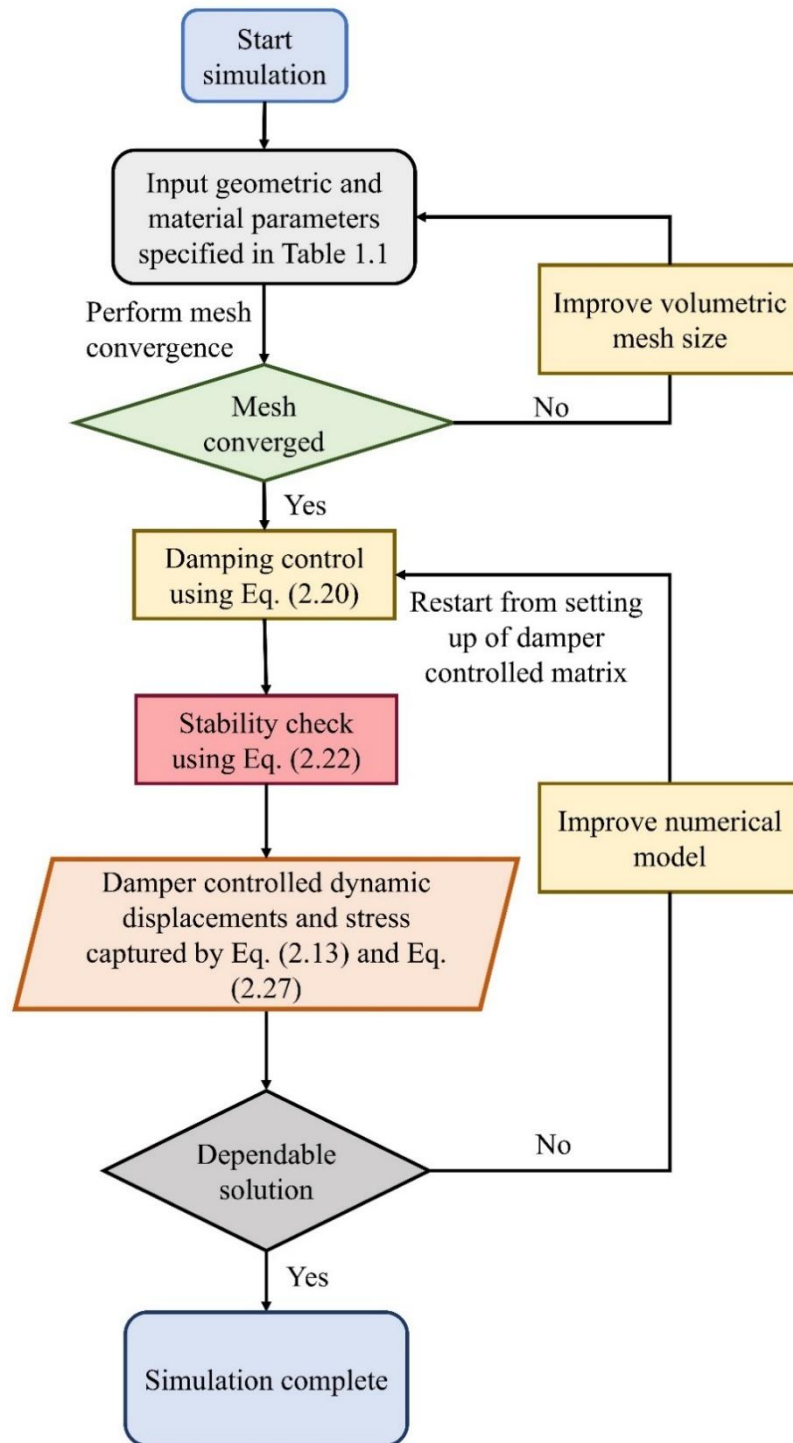 Start
simulation
Input geometric and
material parameters
specified in Table 1.1
Perform mesh
convergence
Improve volumetric
mesh size
Mesh
converged
No
Yes
Damping control
using Eq. (2.20)
Restart from setting
up of damper
controlled matrix
Stability check
using Eq. (2.22)
Improve numerical
model
Damper controlled dynamic
displacements and stress
captured by Eq. (2.13) and Eq.
(2.27)
Dependable
solution
No
Yes
Simulation complete